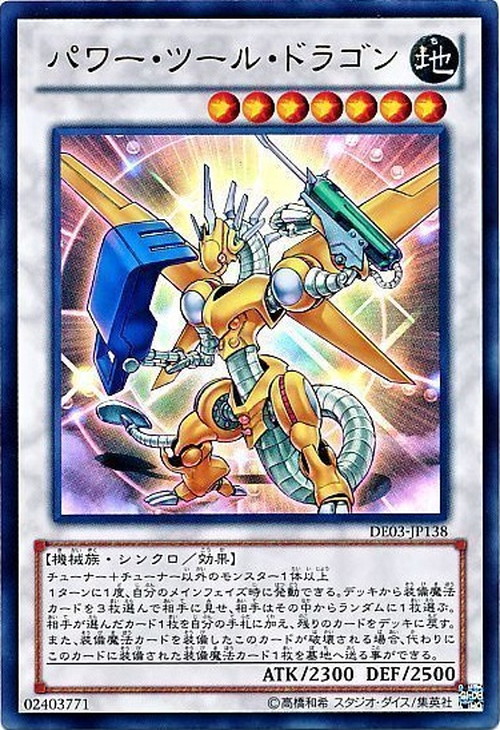 パワー・ツール・ドラゴン
地
DE03-JP138
【機械族・シンクロ/効果】
チューナー+チューナー以外のモンスター1体以上
1ターンに1度、自分のメインフェイズ時に発動できる。デッキから装備魔法
カードを3枚選んで相手に見せ、相手はその中からランダムに1枚選ぶ。
相手が選んだカード1枚を自分の手札に加え、残りのカードをデッキに戻す。
また、装備魔法カードを装備したこのカードが破壊される場合、代わりに
このカードに装備された装備魔法カード1枚を墓地へ送る事ができる。
ATK/2300 DEF/2500
02403771
©高橋和希 スタジオ・ダイス/集英社